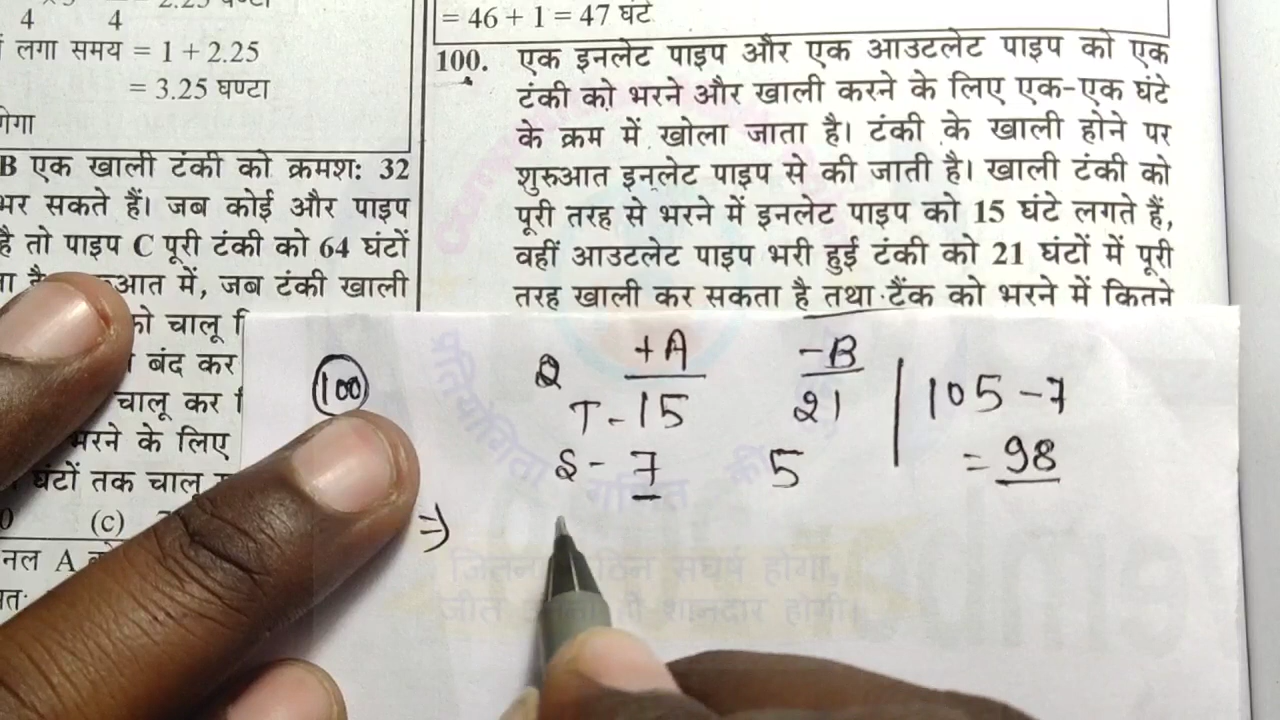 लगा समय = 1 + 2.25
= 3.25 घण्टा
B एक खाली टंकी को क्रमशः 32
भर सकते हैं। जब कोई और पाइप
है तो पाइप C पूरी टंकी को 64 घंटों
आत में, जब टंकी खाली
को चालू
बंद कर
चालू कर
भरने के लिए
घंटों तक चालू
(c)
नल A
= 46 + 1 = 47 घंटे
100. एक इनलेट पाइप और एक आउटलेट पाइप को एक
टंकी को भरने और खाली करने के लिए एक-एक घंटे
के क्रम में खोला जाता है। टंकी के खाली होने पर
शुरुआत इनलेट पाइप से की जाती है। खाली टंकी को
पूरी तरह से भरने में इनलेट पाइप को 15 घंटे लगते हैं,
वहीं आउटलेट पाइप भरी हुई टंकी को 21 घंटों में पूरी
तरह खाली कर सकता है तथा टैंक को भरने में कितने
100
+A -B
T - 15 21 105 - 7
S - 7 5 = 98
⇒